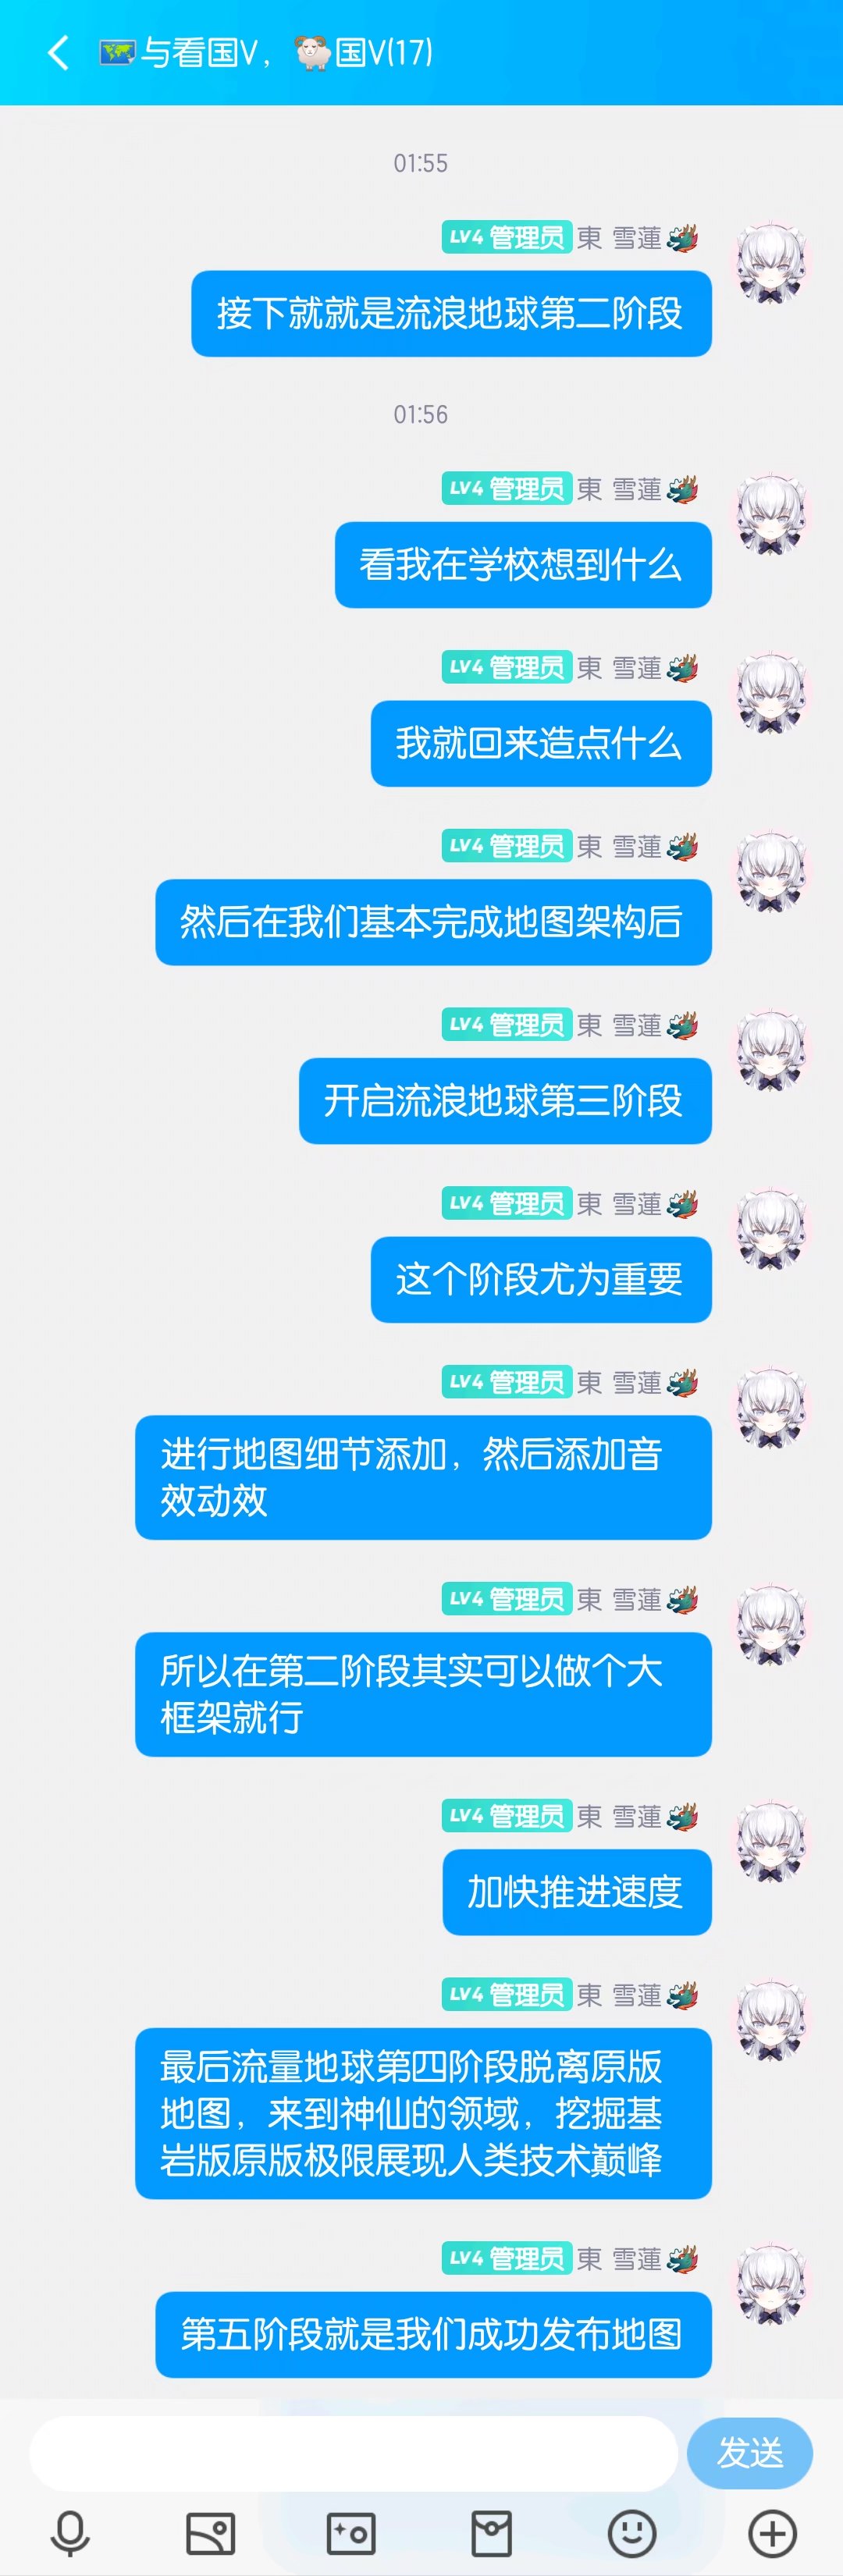 与看国V，国V(17)
01:55
LV4 管理员 東 雪蓮
接下就就是流浪地球第二阶段
01:56
LV4 管理员 東 雪蓮
看我在学校想到什么
LV4 管理员 東 雪蓮
我就回来造点什么
LV4 管理员 東 雪蓮
然后在我们基本完成地图架构后
LV4 管理员 東 雪蓮
开启流浪地球第三阶段
LV4 管理员 東 雪蓮
这个阶段尤为重要
LV4 管理员 東 雪蓮
进行地图细节添加，然后添加音
效动效
LV4 管理员 東 雪蓮
所以在第二阶段其实可以做个大
框架就行
LV4 管理员 東 雪蓮
加快推进速度
LV4 管理员 東 雪蓮
最后流量地球第四阶段脱离原版
地图，来到神仙的领域，挖掘基
岩版原版极限展现人类技术巅峰
LV4 管理员 東 雪蓮
第五阶段就是我们成功发布地图
发送